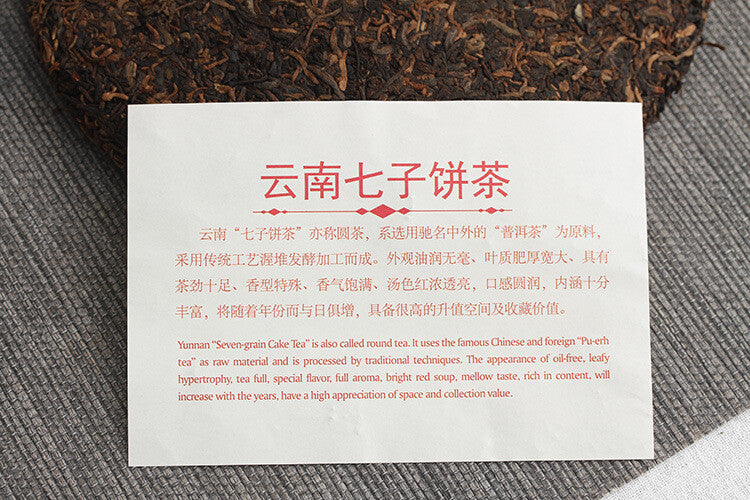 云南七子饼茶
云南“七子饼茶”亦称圆茶，系选用驰名中外的“普洱茶”为原料，
采用传统工艺渥堆发酵加工而成。外观油润无毫、叶质肥厚宽大、具有
茶劲十足、香型特殊、香气饱满、汤色红浓透亮，口感圆润，内涵十分
丰富，将随着年份而与日俱增，具备很高的升值空间及收藏价值。
Yunnan “Seven-grain Cake Tea” is also called round tea. It uses the famous Chinese and foreign “Pu-erh
tea” as raw material and is processed by traditional techniques. The appearance of oil-free, leafy
hypertrophy, tea full, special flavor, full aroma, bright red soup, mellow taste, rich in content, will
increase with the years, have a high appreciation of space and collection value.